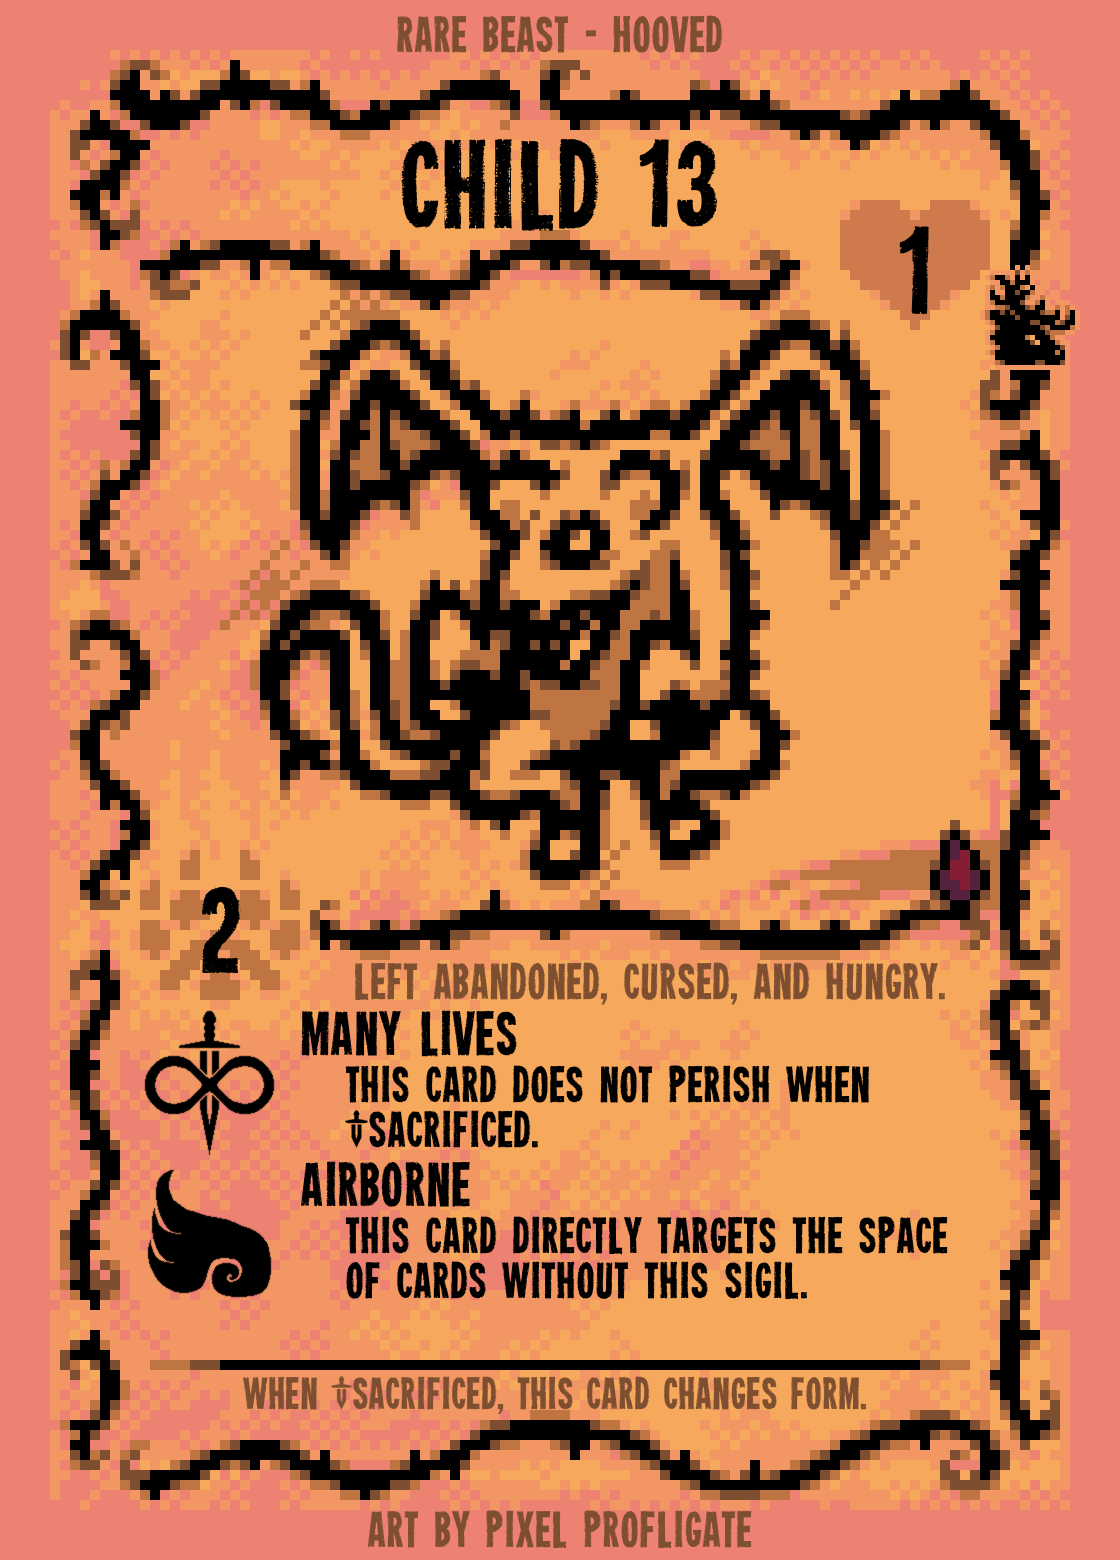 RARE BEAST - HOOVED
CHILD 13
1
2
LEFT ABANDONED, CURSED, AND HUNGRY.
MANY LIVES
THIS CARD DOES NOT PERISH WHEN
SACRIFICED.
AIRBORNE
THIS CARD DIRECTLY TARGETS THE SPACE
OF CARDS WITHOUT THIS SIGIL.
WHEN SACRIFICED, THIS CARD CHANGES FORM.
ART BY PIXEL PROFLIGATE